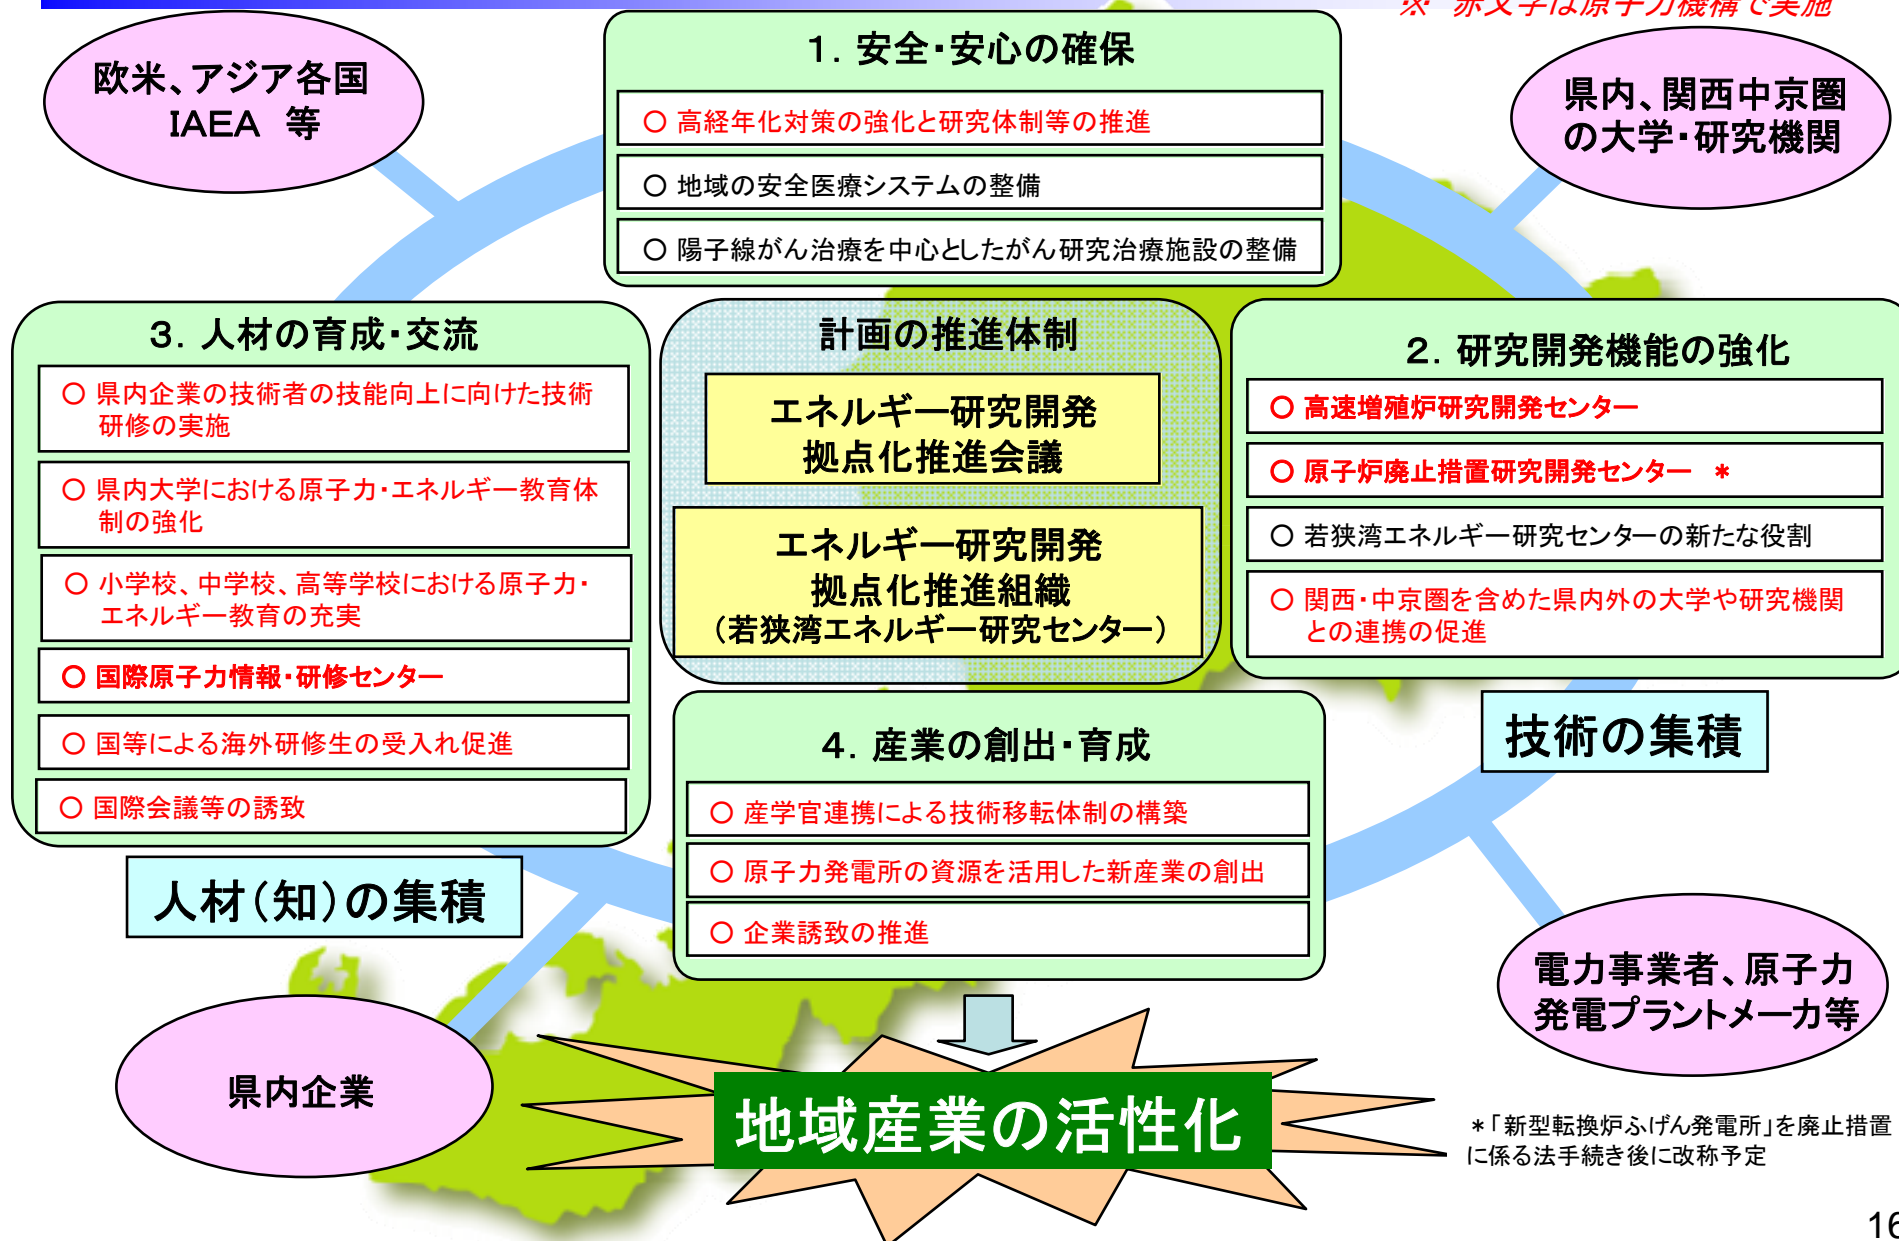 ※ 赤文字は原子力機構で実施
欧米、アジア各国
IAEA 等
1. 安全・安心の確保
○ 高経年化対策の強化と研究体制等の推進
○ 地域の安全医療システムの整備
○ 陽子線がん治療を中心としたがん研究治療施設の整備
県内、関西中京圏
の大学・研究機関
3. 人材の育成・交流
○ 県内企業の技術者の技能向上に向けた技術
研修の実施
○ 県内大学における原子力・エネルギー教育体
制の強化
○ 小学校、中学校、高等学校における原子力・
エネルギー教育の充実
○ 国際原子力情報・研修センター
○ 国等による海外研修生の受入れ促進
○ 国際会議等の誘致
計画の推進体制
エネルギー研究開発
拠点化推進会議
エネルギー研究開発
拠点化推進組織
（若狭湾エネルギー研究センター）
2. 研究開発機能の強化
○ 高速増殖炉研究開発センター
○ 原子炉廃止措置研究開発センター ＊
○ 若狭湾エネルギー研究センターの新たな役割
○ 関西・中京圏を含めた県内外の大学や研究機関
との連携の促進
4. 産業の創出・育成
○ 産学官連携による技術移転体制の構築
○ 原子力発電所の資源を活用した新産業の創出
○ 企業誘致の推進
技術の集積
人材（知）の集積
県内企業
電力事業者、原子力
発電プラントメーカ等
地域産業の活性化
＊「新型転換炉ふげん発電所」を廃止措置
に係る法手続き後に改称予定
16